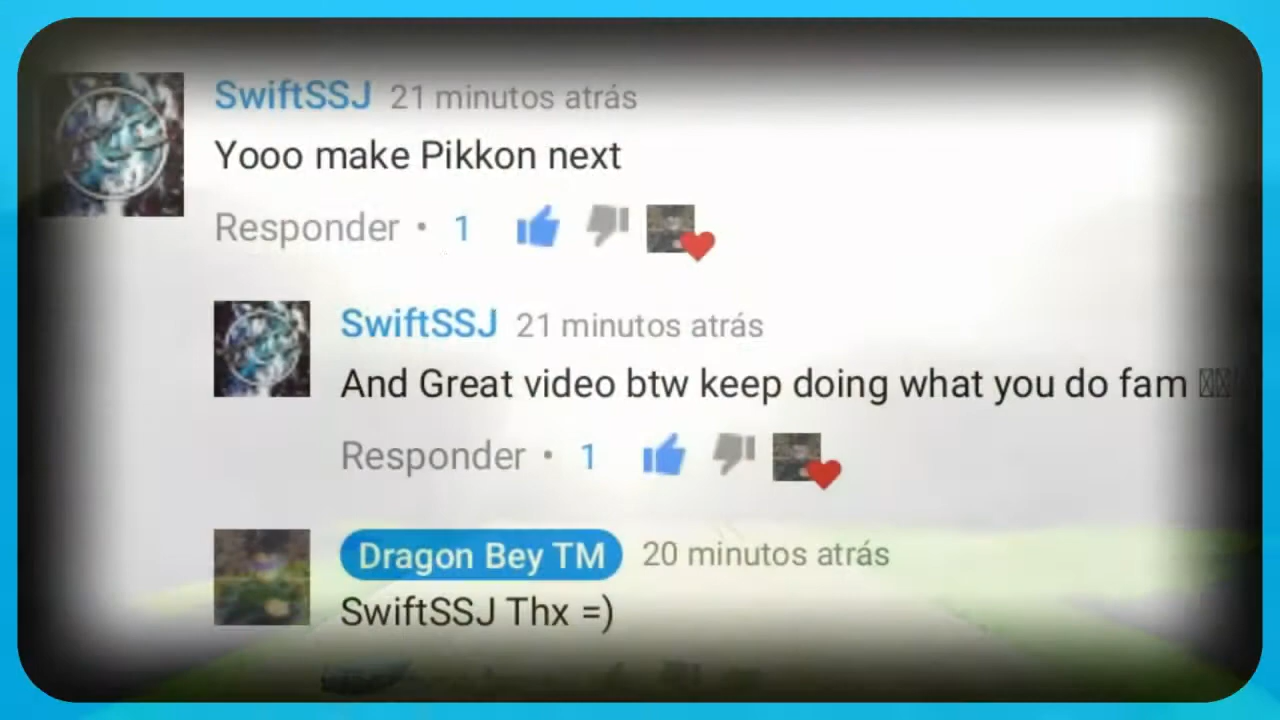 SwiftSSJ 21 minutos atrás
Yooo make Pikkon next
Responder • 1
SwiftSSJ 21 minutos atrás
And Great video btw keep doing what you do fam
Responder • 1
Dragon Bey TM 20 minutos atrás
SwiftSSJ Thx =)